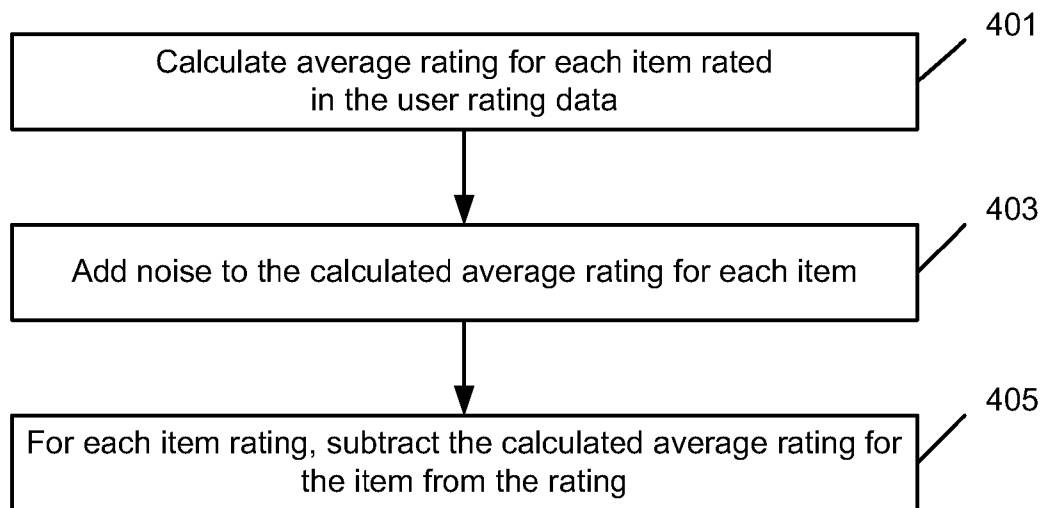 401
Calculate average rating for each item rated
in the user rating data
403
Add noise to the calculated average rating for each item
405
For each item rating, subtract the calculated average rating for
the item from the rating